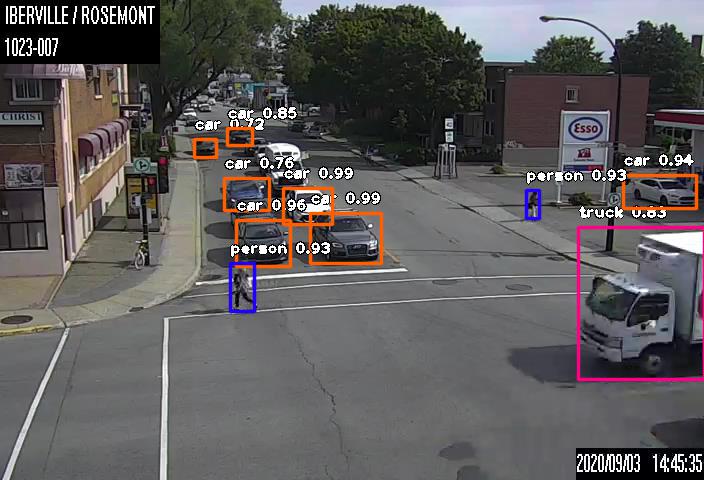 IBERVILLE / ROSEMONT
1023-007
CHRIST
car 0.85
car 0.72
car 0.76
car 0.99
car 0.96
car 0.99
person 0.93
Esso
person 0.93
car 0.94
truck 0.83
2020/09/03 14:45:35